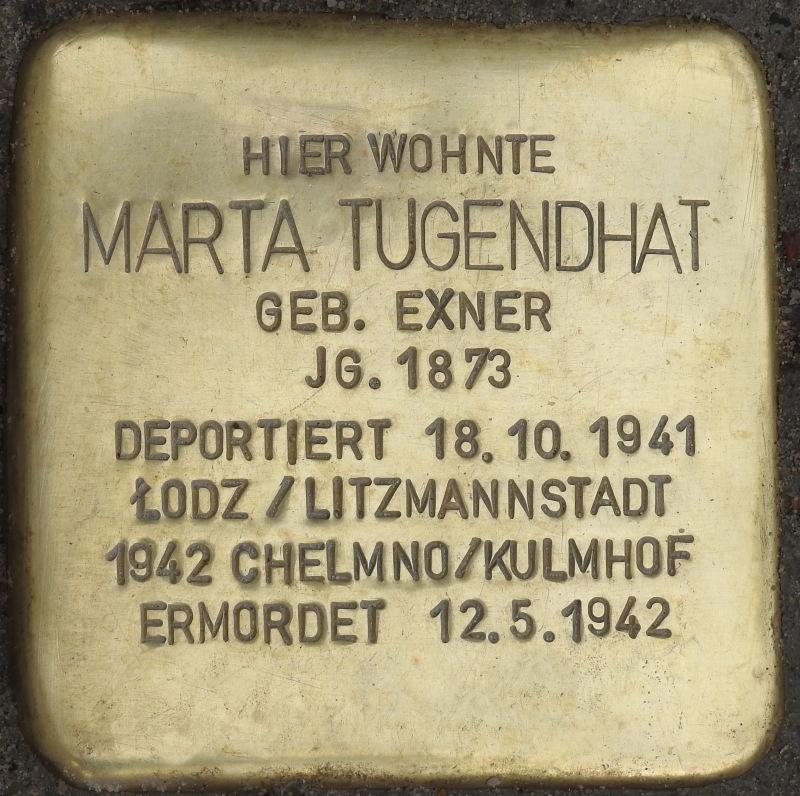 HIER WOHNTE
MARTA TUGENDHAT
GEB. EXNER
JG. 1873
DEPORTIERT 18.10.1941
ŁODZ / LITZMANNSTADT
1942 CHELMNO/KULMHOF
ERMORDET 12.5.1942